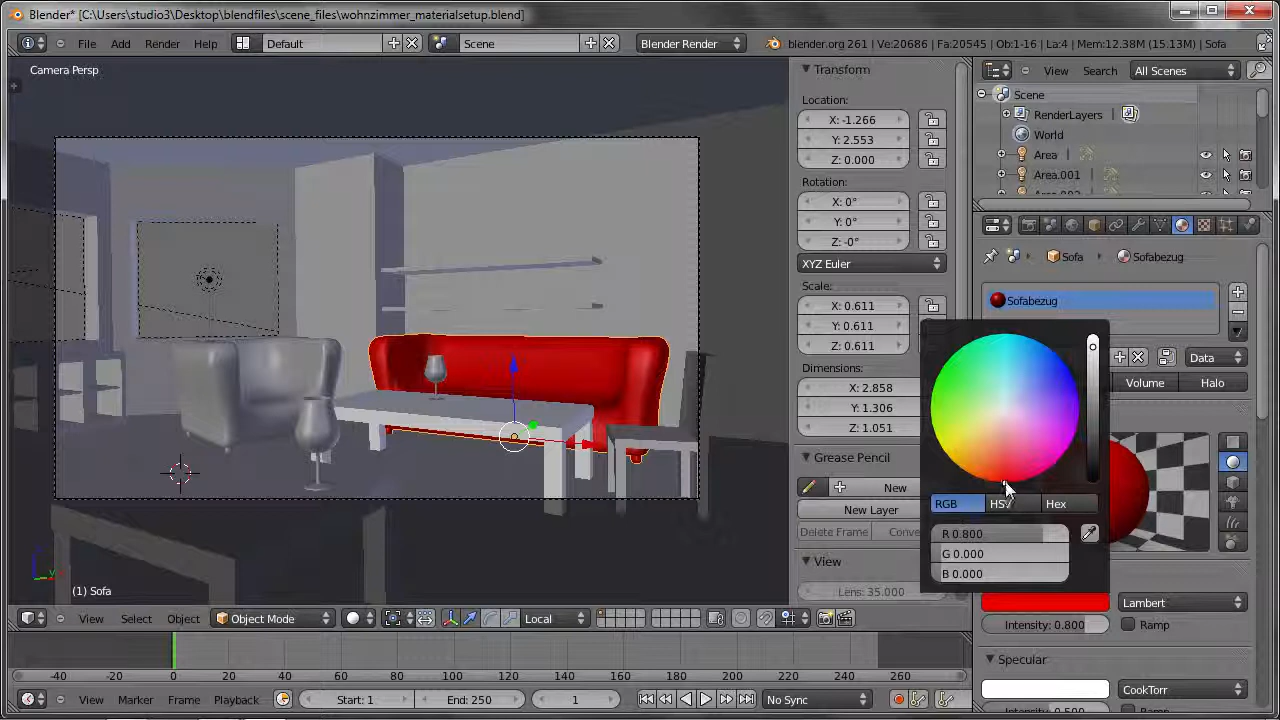 Blender* [C:\Users\studio3\Desktop\blendfiles\scene_files\wohnzimmer_materialsetup.blend]
File Add Render Help Default Scene Blender Render blender.org 261 | Ve:20686 | Fa:20545 | Ob:1-16 | La:4 | Mem:12.38M (15.13M) | Sofa
Camera Persp
(1) Sofa
Transform
Location:
X: -1.266
Y: 2.553
Z: 0.000
Rotation:
X: 0°
Y: 0°
Z: -0°
XYZ Euler
Scale:
X: 0.611
Y: 0.611
Z: 0.611
Dimensions:
X: 2.858
Y: 1.306
Z: 1.051
Grease Pencil
New
New Layer
Delete Frame
View
Lens: 35.000
View Search All Scenes
Scene
RenderLayers |
World
Area |
Area.001 |
Sofa Sofabezug
Sofabezug
Data
Volume Halo
RGB HSV Hex
R 0.800
G 0.000
B 0.000
Lambert
Intensity: 0.800 Ramp
Specular
CookTorr
Intensity: 0.500 Ramp
View Select Object Object Mode Local
-40 -20 0 20 40 60 80 100 120 140 160 180 200 220 240 260
View Marker Frame Playback Start: 1 End: 250 1 No Sync